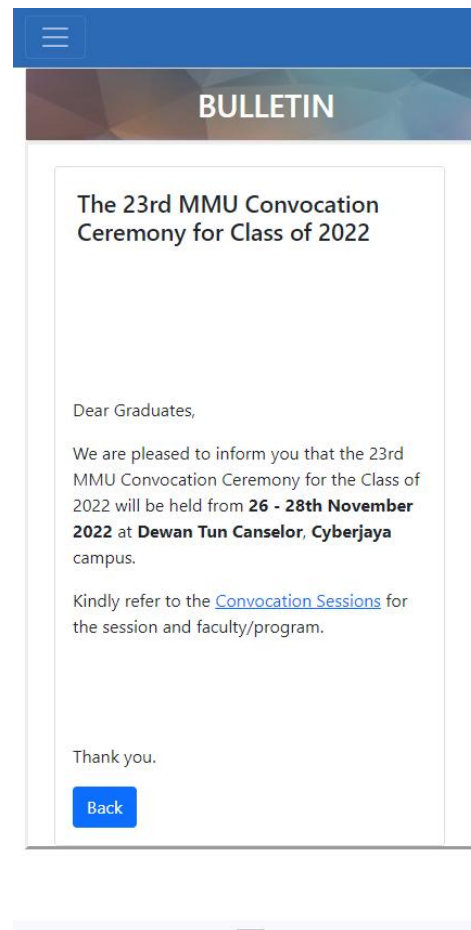 BULLETIN
The 23rd MMU Convocation
Ceremony for Class of 2022
Dear Graduates,
We are pleased to inform you that the 23rd
MMU Convocation Ceremony for the Class of
2022 will be held from 26 - 28th November
2022 at Dewan Tun Canselor, Cyberjaya
campus.
Kindly refer to the Convocation Sessions for
the session and faculty/program.
Thank you.
Back